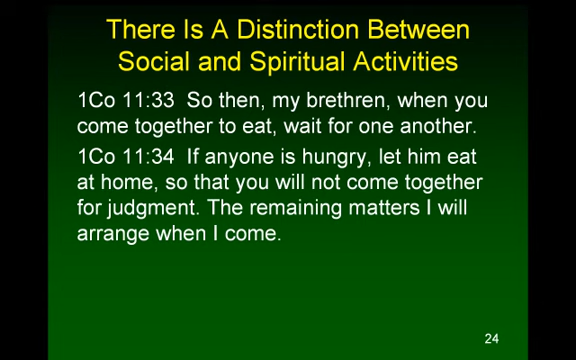 There Is A Distinction Between
Social and Spiritual Activities
1Co 11:33  So then, my brethren, when you
come together to eat, wait for one another.
1Co 11:34  If anyone is hungry, let him eat
at home, so that you will not come together
for judgment. The remaining matters I will
arrange when I come.
24